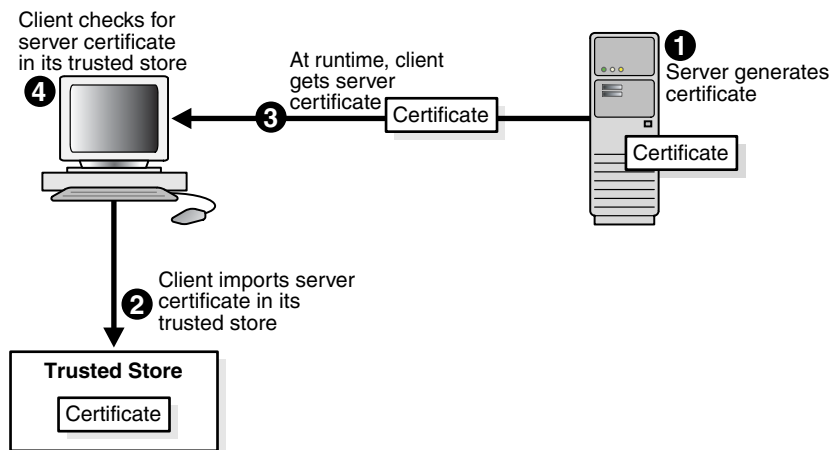 Client checks for
server certificate
in its trusted store
4
At runtime, client
gets server
certificate
3
Certificate
1
Server generates
certificate
Certificate
2
Client imports server
certificate in its
trusted store
Trusted Store
Certificate